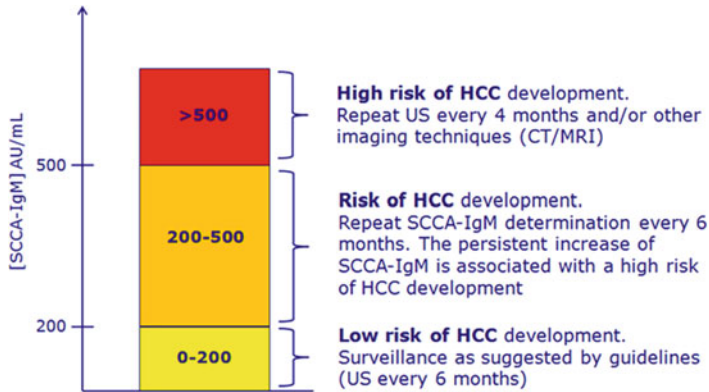 [SCCA-IgM] AU/mL
>500
High risk of HCC development.
Repeat US every 4 months and/or other
imaging techniques (CT/MRI)
500
200-500
Risk of HCC development.
Repeat SCCA-IgM determination every 6
months. The persistent increase of
SCCA-IgM is associated with a high risk
of HCC development
200
0-200
Low risk of HCC development.
Surveillance as suggested by guidelines
(US every 6 months)